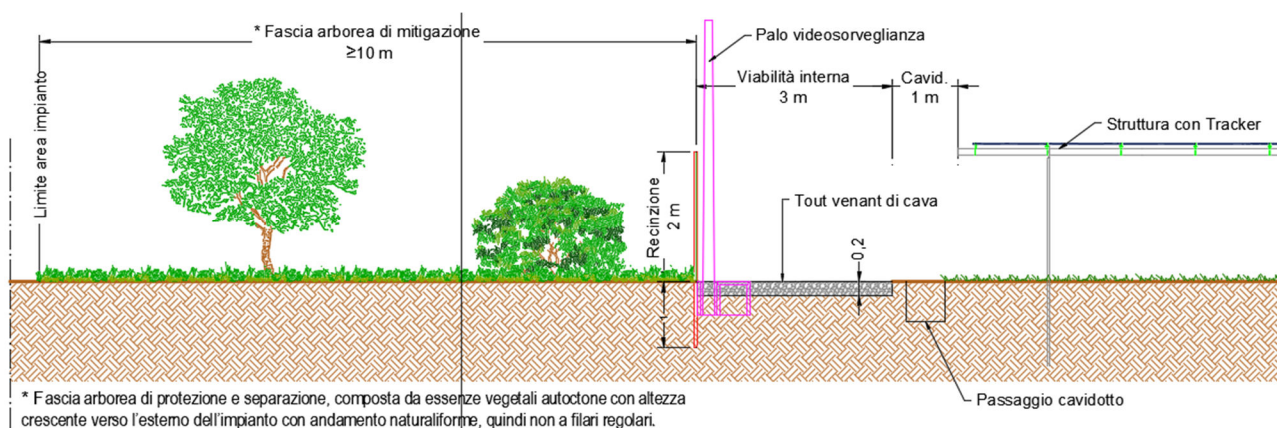 * Fascia arborea di mitigazione
≥10 m
Palo videosorveglianza
Viabilità interna
3 m
Cavid.
1 m
Struttura con Tracker
Limite area impianto
Recinzione
2 m
Tout venant di cava
0,2
1
Passaggio cavidotto
* Fascia arborea di protezione e separazione, composta da essenze vegetali autoctone con altezza
crescente verso l'esterno dell'impianto con andamento naturaliforme, quindi non a filari regolari.